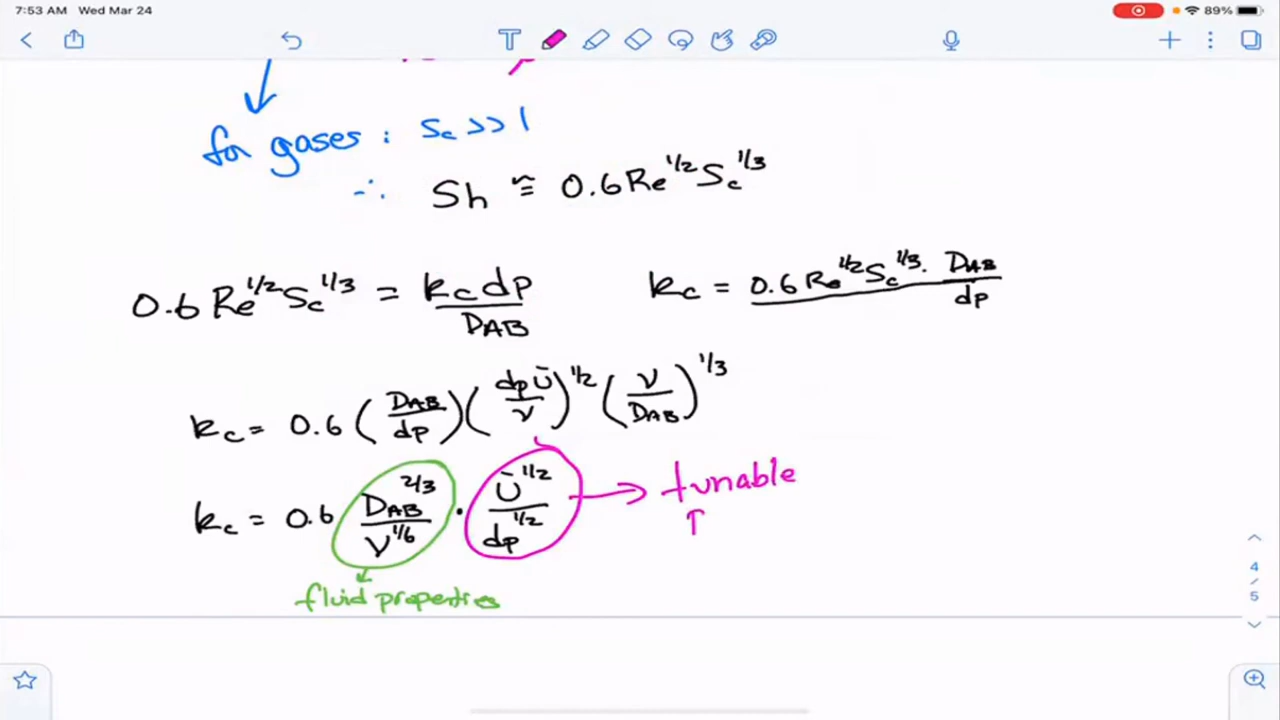 7:53 AM Wed Mar 24
89%
T
for gases : Sc >> 1
∴ Sh ≅ 0.6 Re^1/2 Sc^1/3
0.6 Re^1/2 Sc^1/3 = kc dp / DAB
kc = 0.6 Re^1/2 Sc^1/3 · DAB / dp
kc = 0.6 (DAB / dp) (dp Ū / ν)^1/2 (ν / DAB)^1/3
kc = 0.6 DAB^2/3 / ν^1/6 · Ū^1/2 / dp^1/2 → tunable
↑
fluid properties
4
/
5